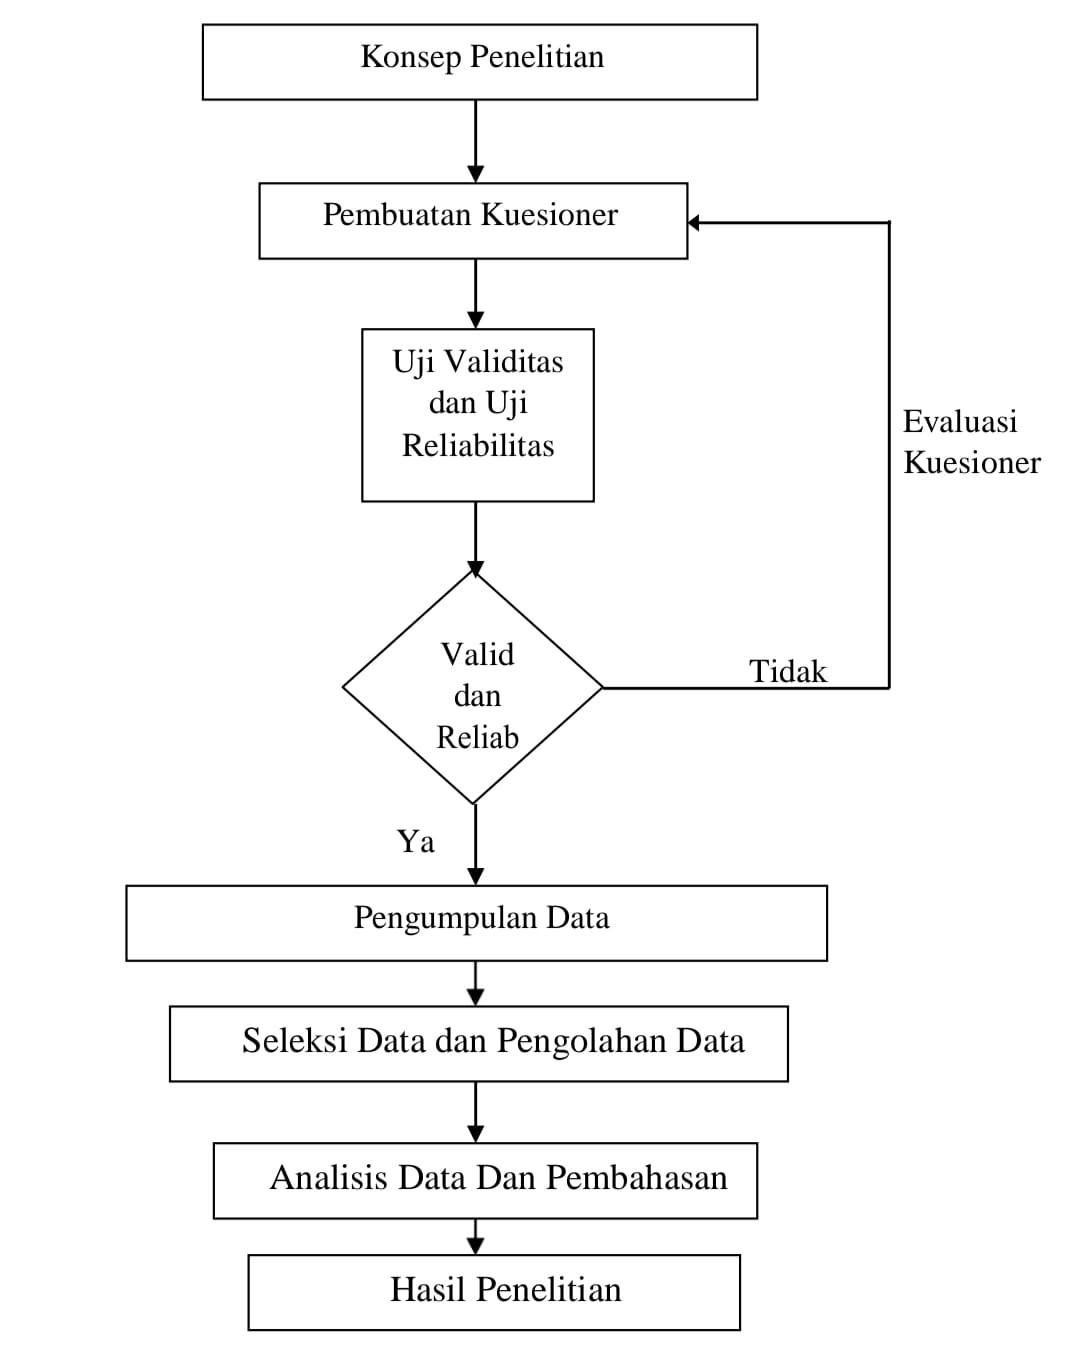 Konsep Penelitian
Pembuatan Kuesioner
Uji Validitas
dan Uji
Reliabilitas
Evaluasi
Kuesioner
Valid
dan
Reliab
Tidak
Ya
Pengumpulan Data
Seleksi Data dan Pengolahan Data
Analisis Data Dan Pembahasan
Hasil Penelitian